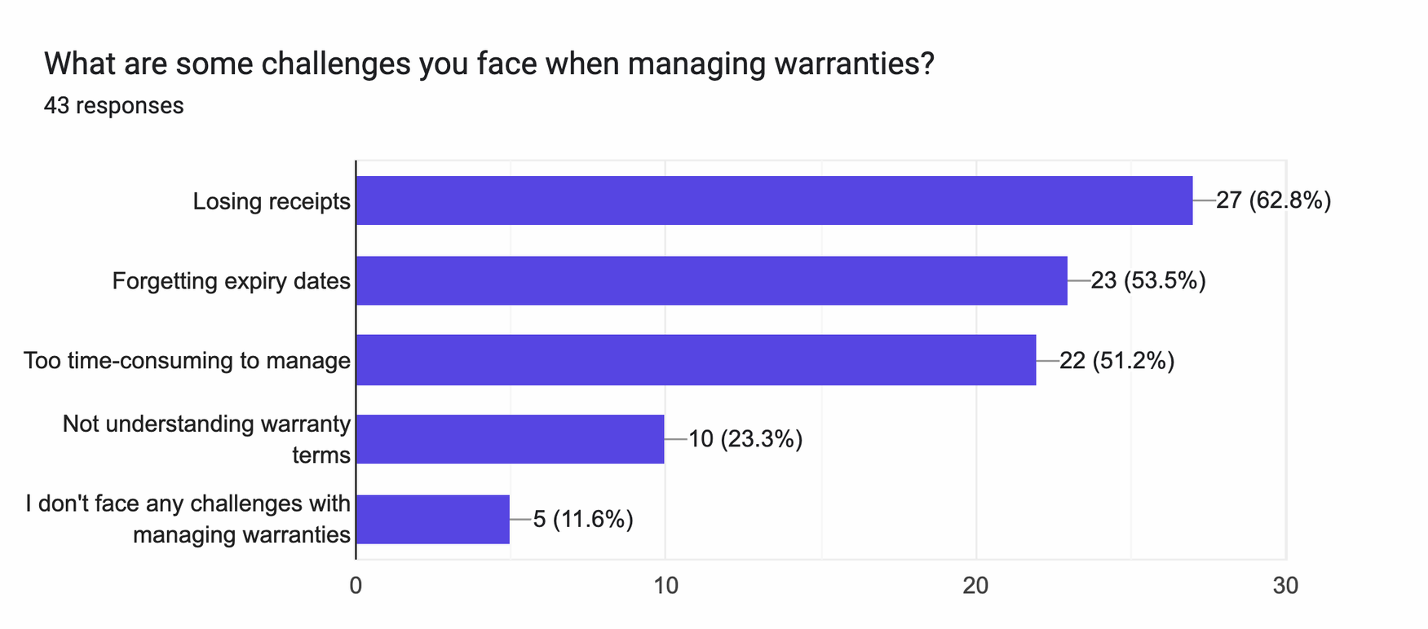 What are some challenges you face when managing warranties?
43 responses
Losing receipts
27 (62.8%)
Forgetting expiry dates
23 (53.5%)
Too time-consuming to manage
22 (51.2%)
Not understanding warranty
terms
10 (23.3%)
I don't face any challenges with
managing warranties
5 (11.6%)
0
10
20
30